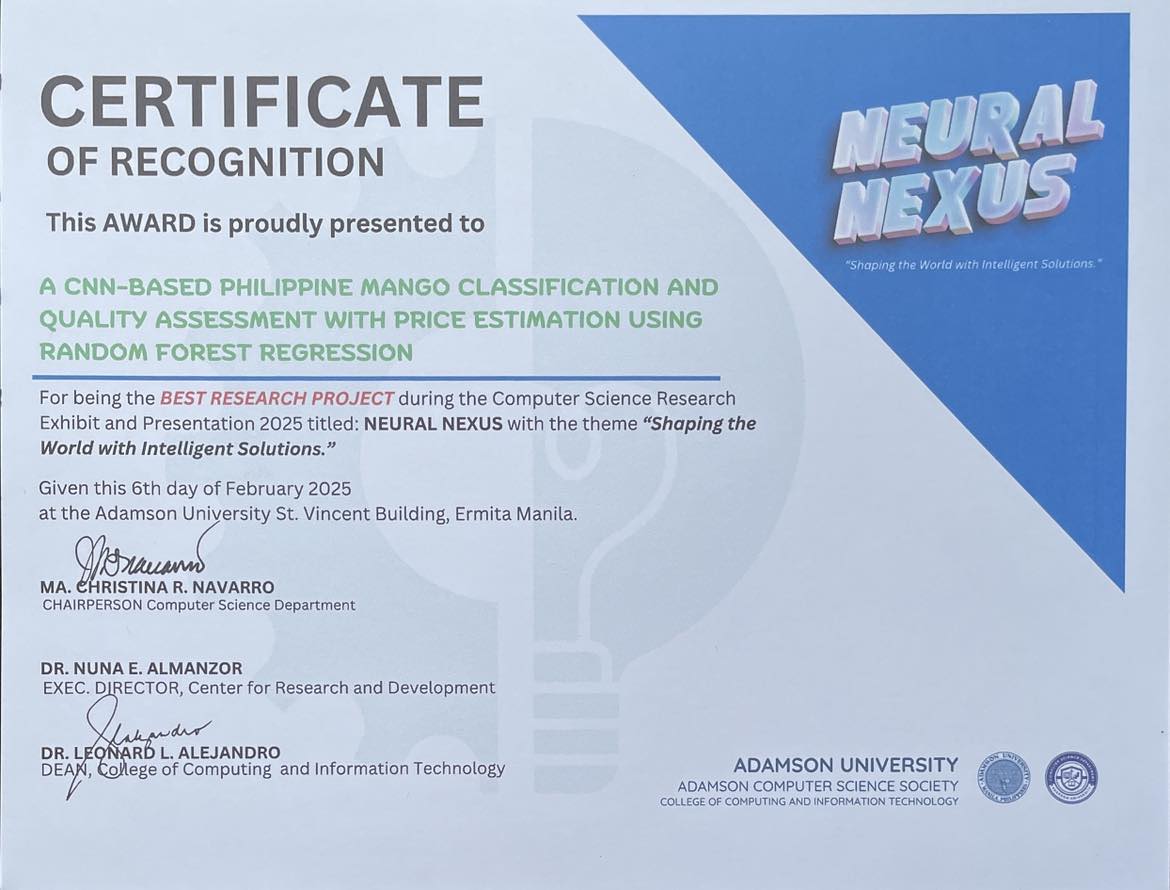 CERTIFICATE
OF RECOGNITION
This AWARD is proudly presented to
A CNN-BASED PHILIPPINE MANGO CLASSIFICATION AND
QUALITY ASSESSMENT WITH PRICE ESTIMATION USING
RANDOM FOREST REGRESSION
For being the BEST RESEARCH PROJECT during the Computer Science Research
Exhibit and Presentation 2025 titled: NEURAL NEXUS with the theme “Shaping the
World with Intelligent Solutions.”
Given this 6th day of February 2025
at the Adamson University St. Vincent Building, Ermita Manila.
MA. CHRISTINA R. NAVARRO
CHAIRPERSON Computer Science Department
DR. NUNA E. ALMANZOR
EXEC. DIRECTOR, Center for Research and Development
DR. LEONARD L. ALEJANDRO
DEAN, College of Computing and Information Technology
NEURAL
NEXUS
“Shaping the World with Intelligent Solutions.”
ADAMSON UNIVERSITY
ADAMSON COMPUTER SCIENCE SOCIETY
COLLEGE OF COMPUTING AND INFORMATION TECHNOLOGY
ADAMSON UNIVERSITY
MANILA PHILIPPINES